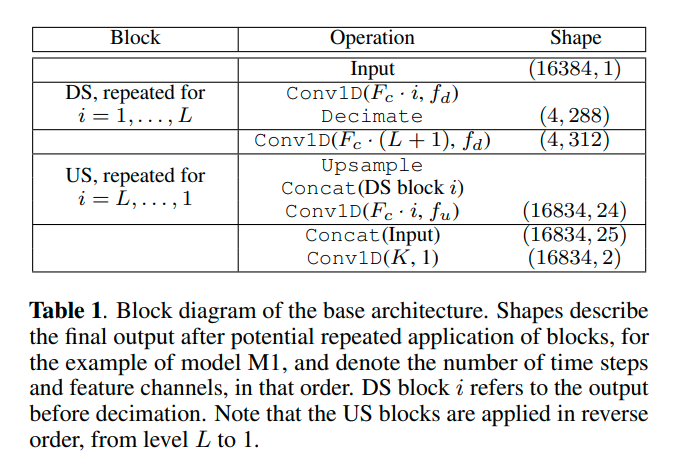 Block Operation Shape
Input (16384, 1)
DS, repeated for Conv1D(F_c · i, f_d)
i = 1, . . . , L Decimate (4, 288)
Conv1D(F_c · (L + 1), f_d) (4, 312)
US, repeated for Upsample
i = L, . . . , 1 Concat(DS block i)
Conv1D(F_c · i, f_u) (16834, 24)
Concat(Input) (16834, 25)
Conv1D(K, 1) (16834, 2)
Table 1. Block diagram of the base architecture. Shapes describe
the final output after potential repeated application of blocks, for
the example of model M1, and denote the number of time steps
and feature channels, in that order. DS block i refers to the output
before decimation. Note that the US blocks are applied in reverse
order, from level L to 1.